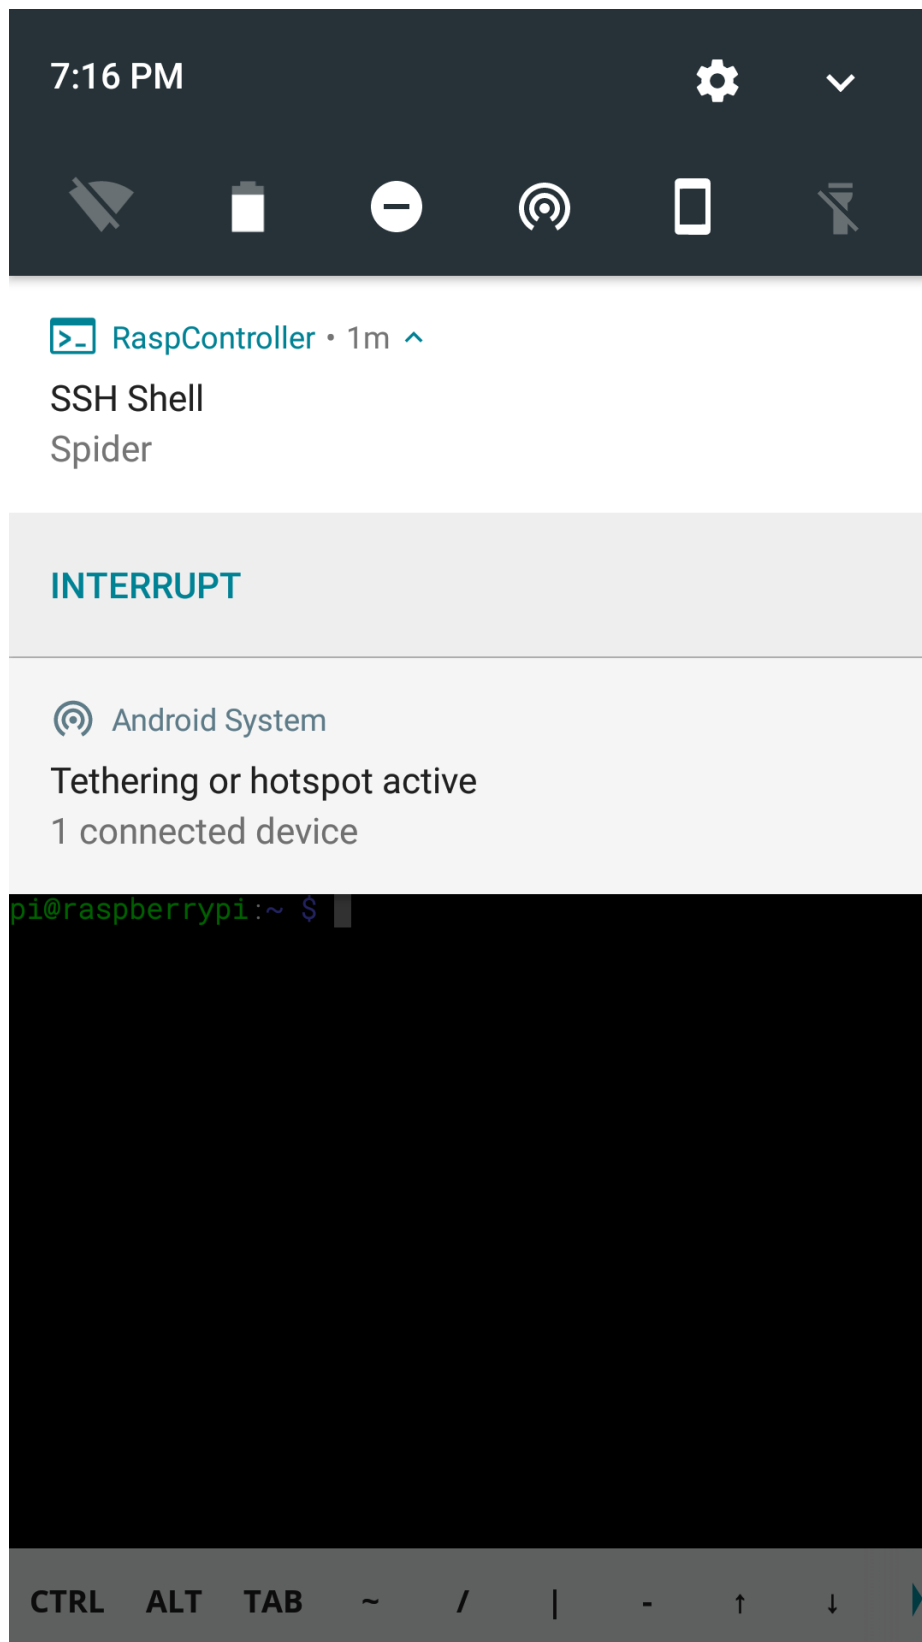 7:16 PM
RaspController • 1m
SSH Shell
Spider
INTERRUPT
Android System
Tethering or hotspot active
1 connected device
pi@raspberrypi:~ $
CTRL ALT TAB ~ / | - ↑ ↓